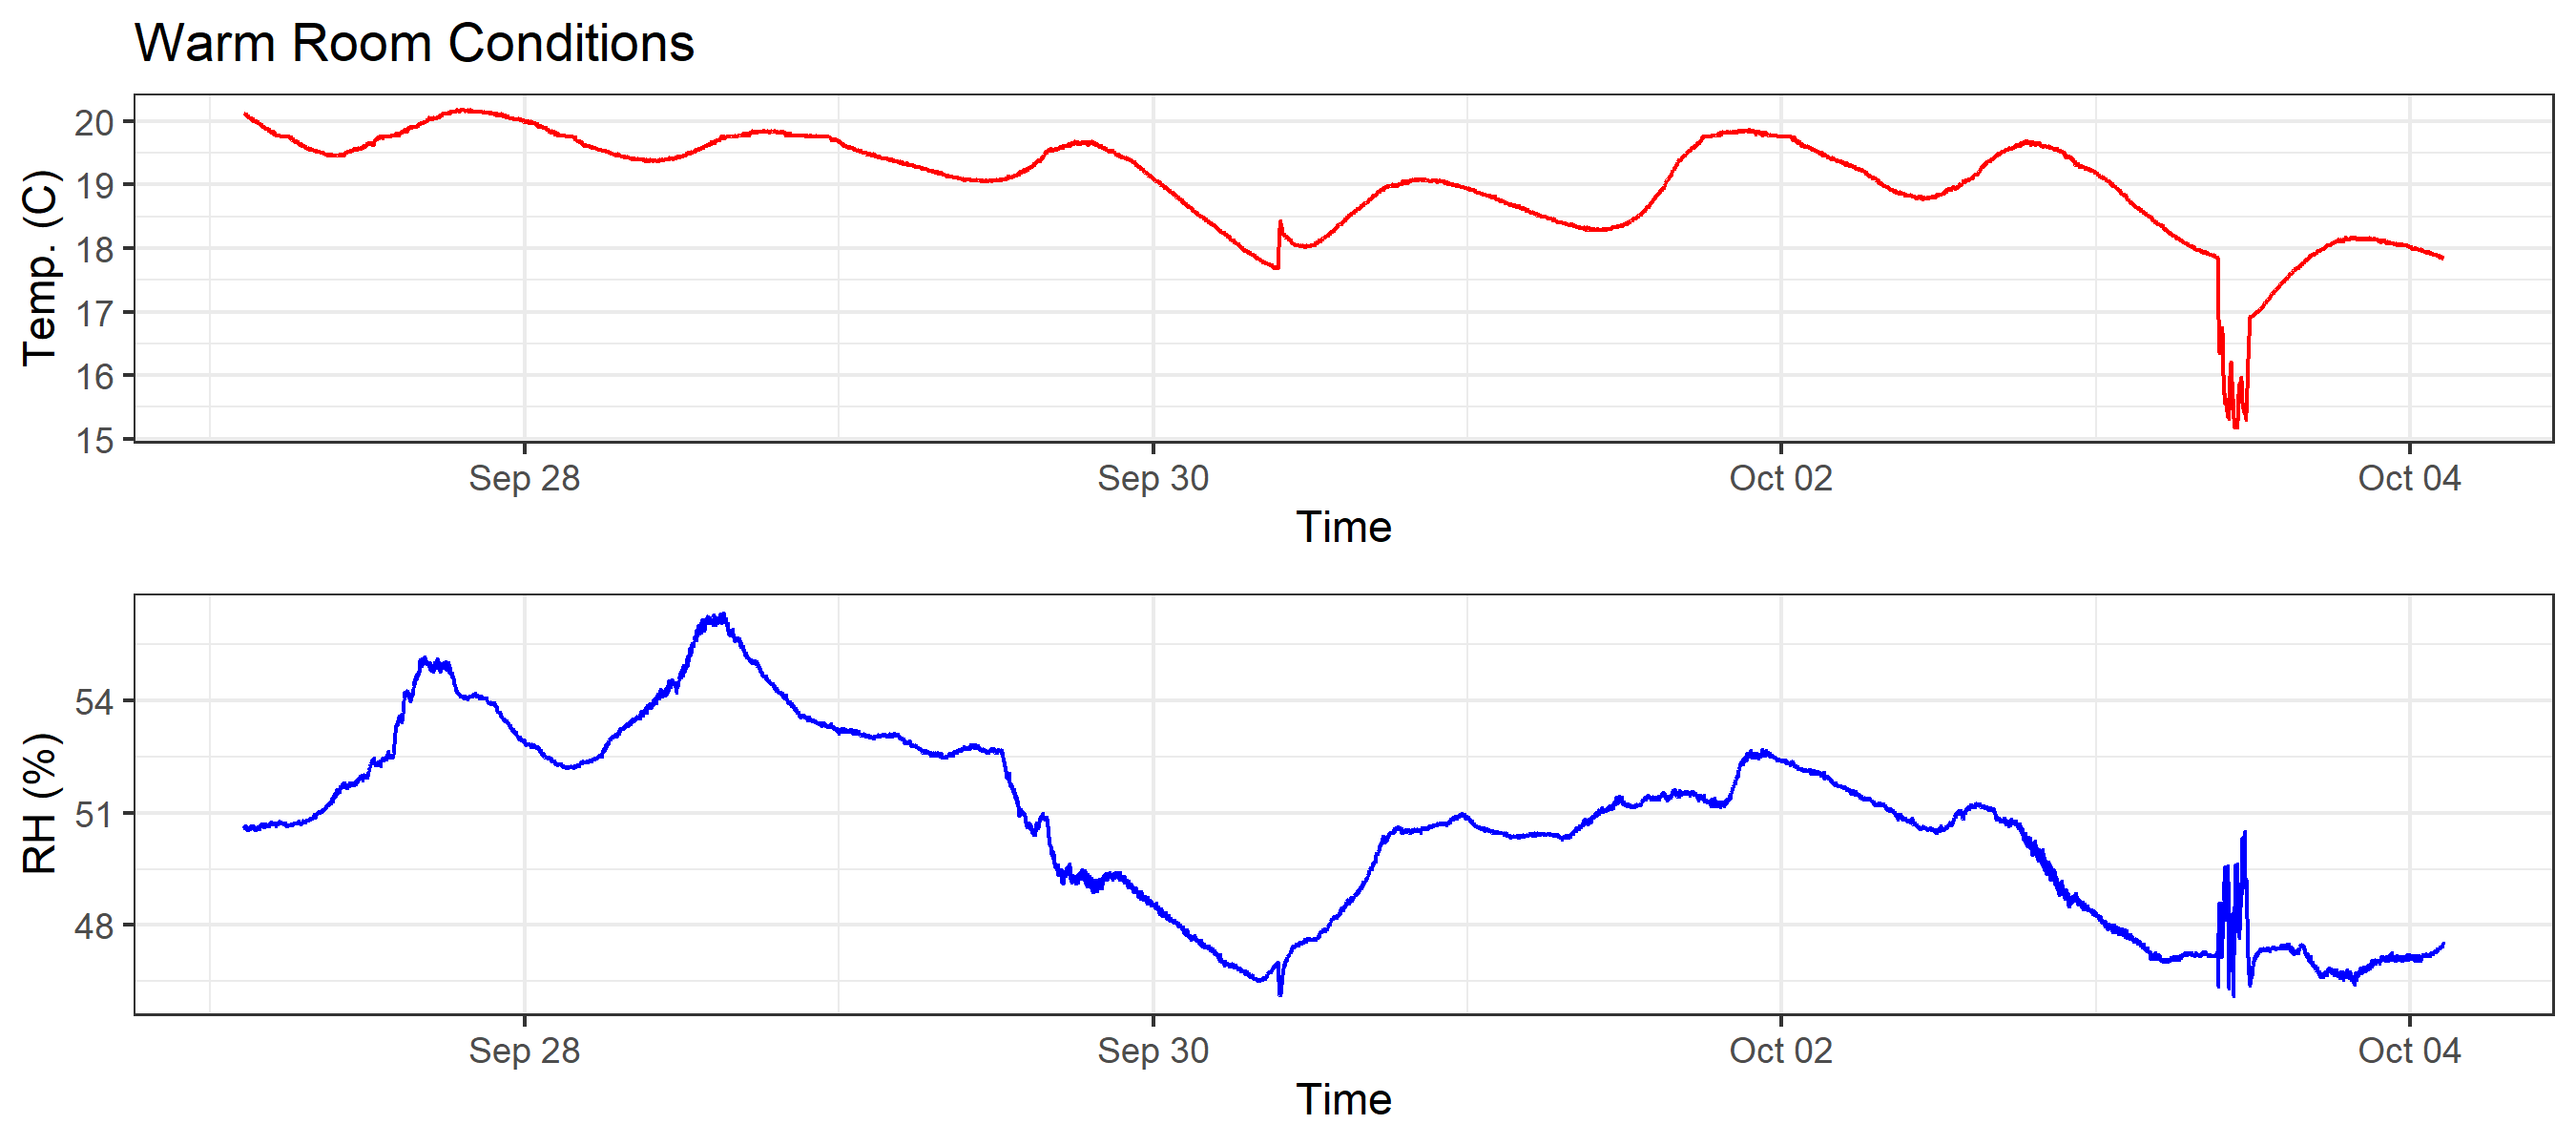 Warm Room Conditions
Temp. (C)
20
19
18
17
16
15
Sep 28 Sep 30 Oct 02 Oct 04
Time
RH (%)
54
51
48
Sep 28 Sep 30 Oct 02 Oct 04
Time